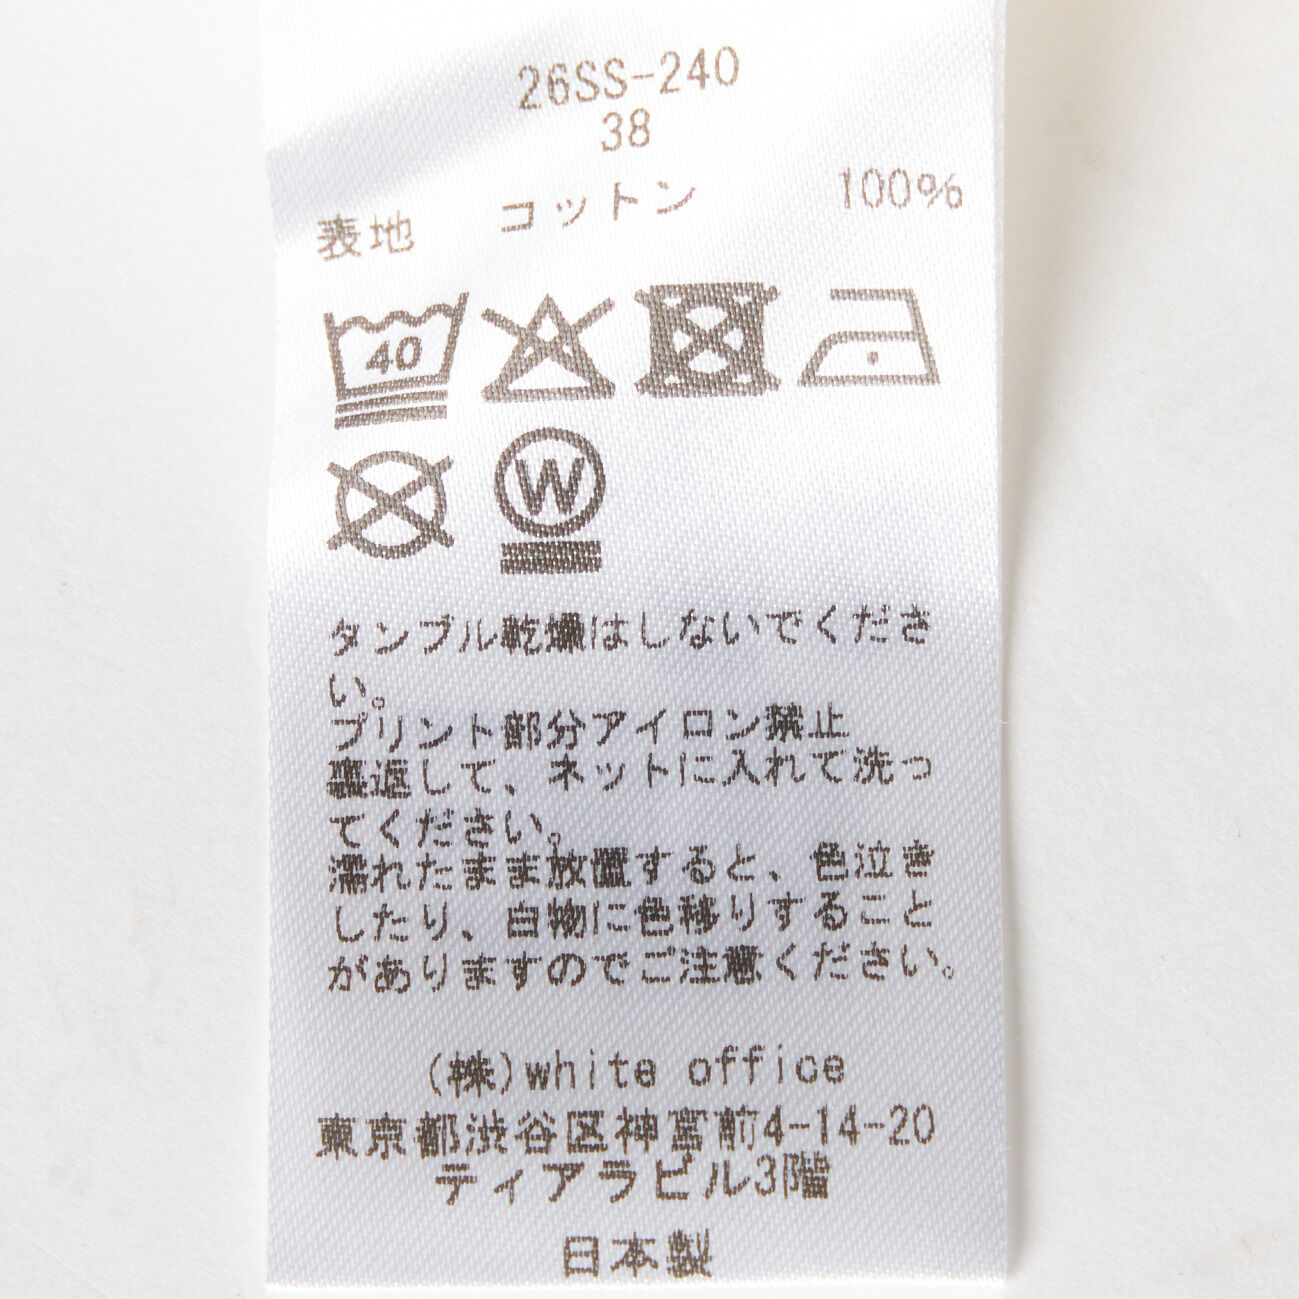 26SS-240
38
表地 コットン 100%
40
W
タンブル乾燥はしないでくださ
い。
プリント部分アイロン禁止
裏返して、ネットに入れて洗っ
てください。
濡れたまま放置すると、色泣き
したり、白物に色移りすること
がありますのでご注意ください。
(株)white office
東京都渋谷区神宮前4-14-20
ティアラビル3階
日本製